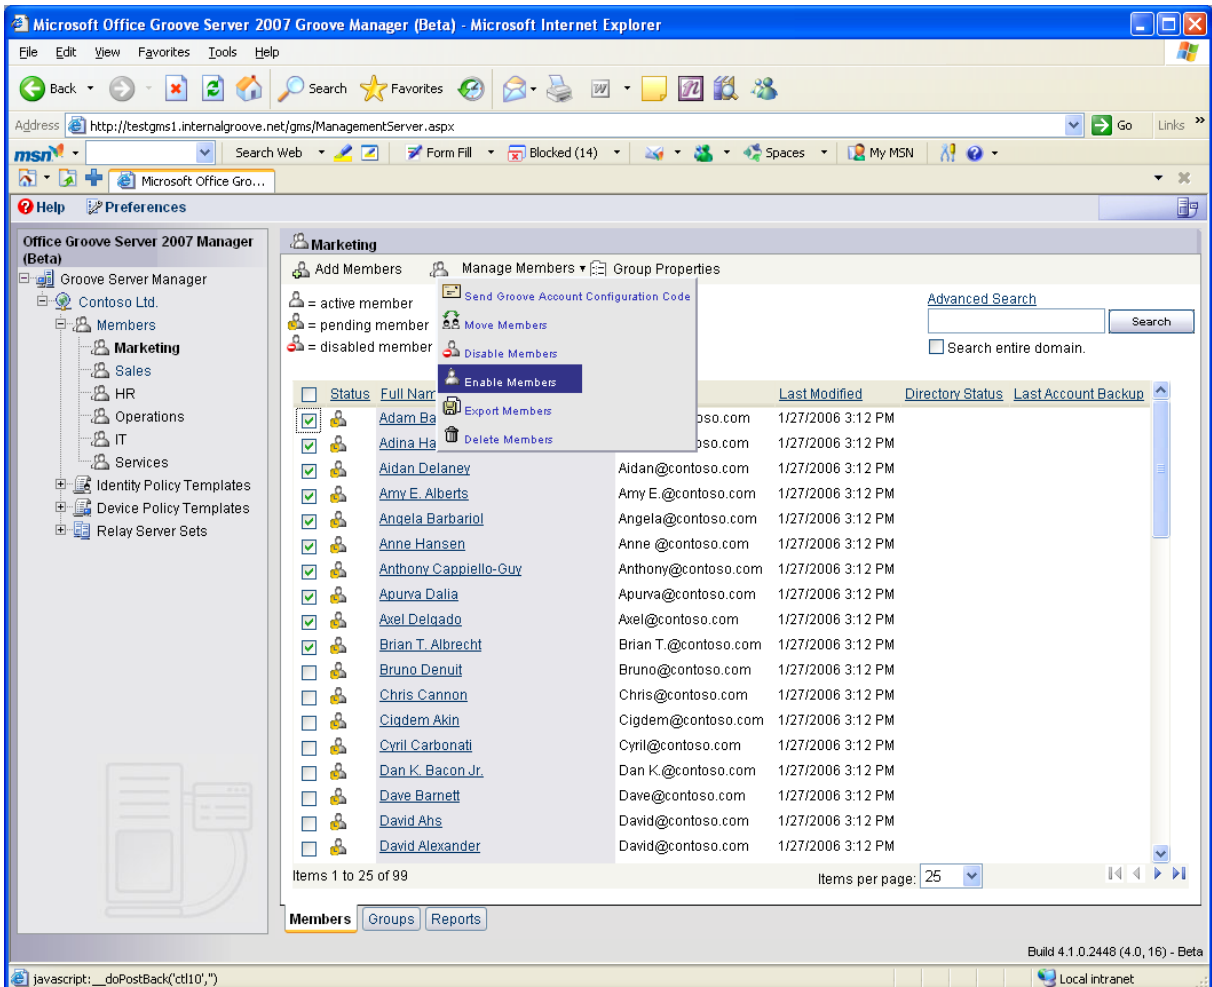 Microsoft Office Groove Server 2007 Groove Manager (Beta) - Microsoft Internet Explorer
File Edit View Favorites Tools Help
Back Search Favorites
Address http://testgms1.internalgroove.net/gms/ManagementServer.aspx Go Links »
msn Search Web Form Fill Blocked (14) Spaces My MSN
Microsoft Office Gro...
Help Preferences
Office Groove Server 2007 Manager (Beta)
Groove Server Manager
Contoso Ltd.
Members
Marketing
Sales
HR
Operations
IT
Services
Identity Policy Templates
Device Policy Templates
Relay Server Sets
Marketing
Add Members Manage Members Group Properties
= active member
= pending member
= disabled member
Send Groove Account Configuration Code
Move Members
Disable Members
Enable Members
Export Members
Delete Members
Advanced Search
Search
Search entire domain.
Status Full Nam Last Modified Directory Status Last Account Backup
Adam Ba oso.com 1/27/2006 3:12 PM
Adina Ha oso.com 1/27/2006 3:12 PM
Aidan Delaney Aidan@contoso.com 1/27/2006 3:12 PM
Amy E. Alberts Amy E.@contoso.com 1/27/2006 3:12 PM
Angela Barbariol Angela@contoso.com 1/27/2006 3:12 PM
Anne Hansen Anne @contoso.com 1/27/2006 3:12 PM
Anthony Cappiello-Guy Anthony@contoso.com 1/27/2006 3:12 PM
Apurva Dalia Apurva@contoso.com 1/27/2006 3:12 PM
Axel Delgado Axel@contoso.com 1/27/2006 3:12 PM
Brian T. Albrecht Brian T.@contoso.com 1/27/2006 3:12 PM
Bruno Denuit Bruno@contoso.com 1/27/2006 3:12 PM
Chris Cannon Chris@contoso.com 1/27/2006 3:12 PM
Cigdem Akin Cigdem@contoso.com 1/27/2006 3:12 PM
Cyril Carbonati Cyril@contoso.com 1/27/2006 3:12 PM
Dan K. Bacon Jr. Dan K.@contoso.com 1/27/2006 3:12 PM
Dave Barnett Dave@contoso.com 1/27/2006 3:12 PM
David Ahs David@contoso.com 1/27/2006 3:12 PM
David Alexander David@contoso.com 1/27/2006 3:12 PM
Items 1 to 25 of 99 Items per page: 25
Members Groups Reports
Build 4.1.0.2448 (4.0, 16) - Beta
javascript:__doPostBack('ctl10','') Local intranet